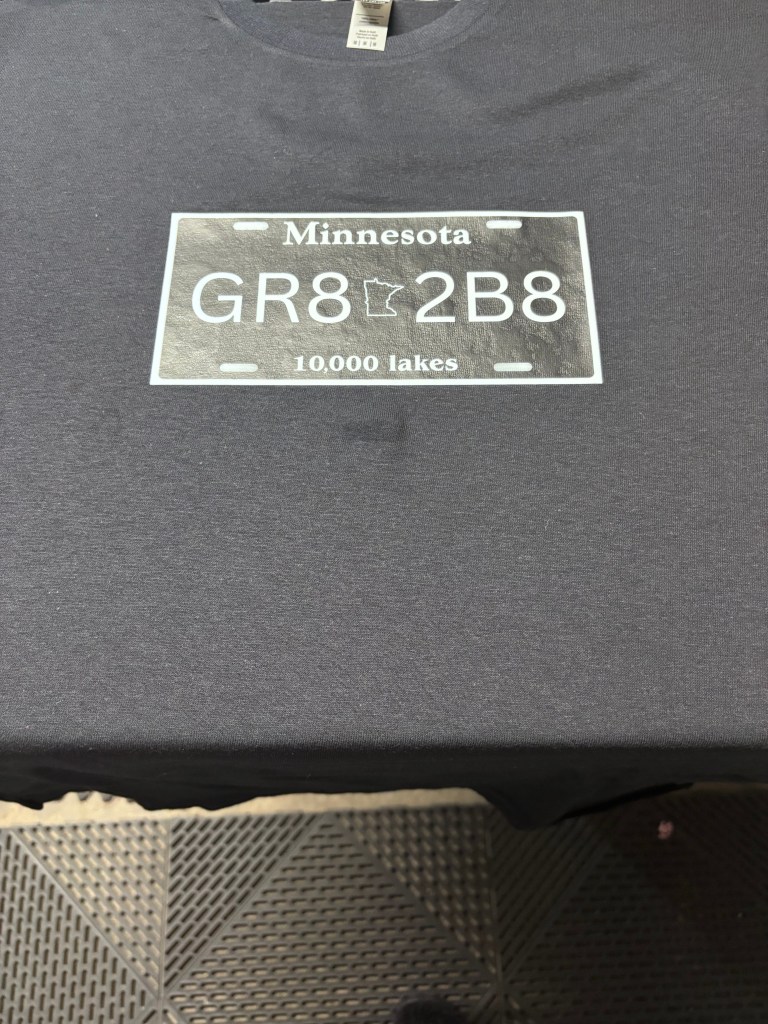 Minnesota
GR8 2B8
10,000 lakes